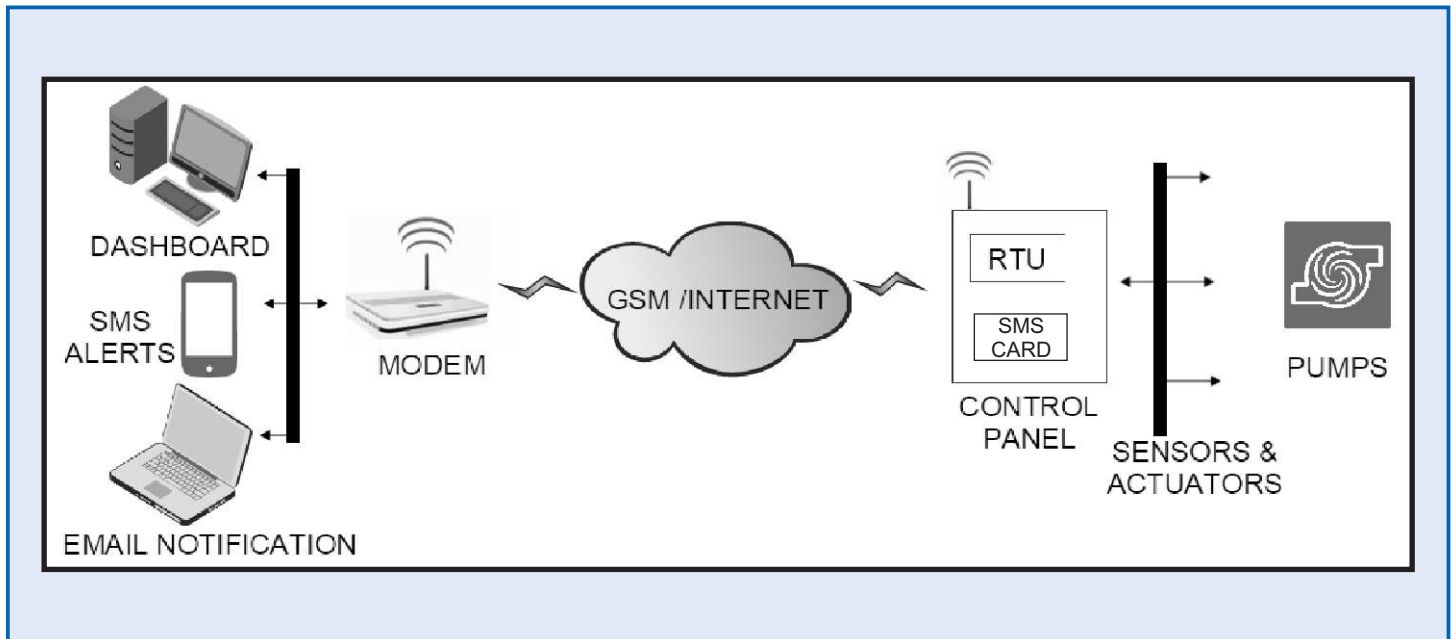 DASHBOARD
SMS
ALERTS
EMAIL NOTIFICATION
MODEM
GSM /INTERNET
RTU
SMS
CARD
CONTROL
PANEL
SENSORS &
ACTUATORS
PUMPS